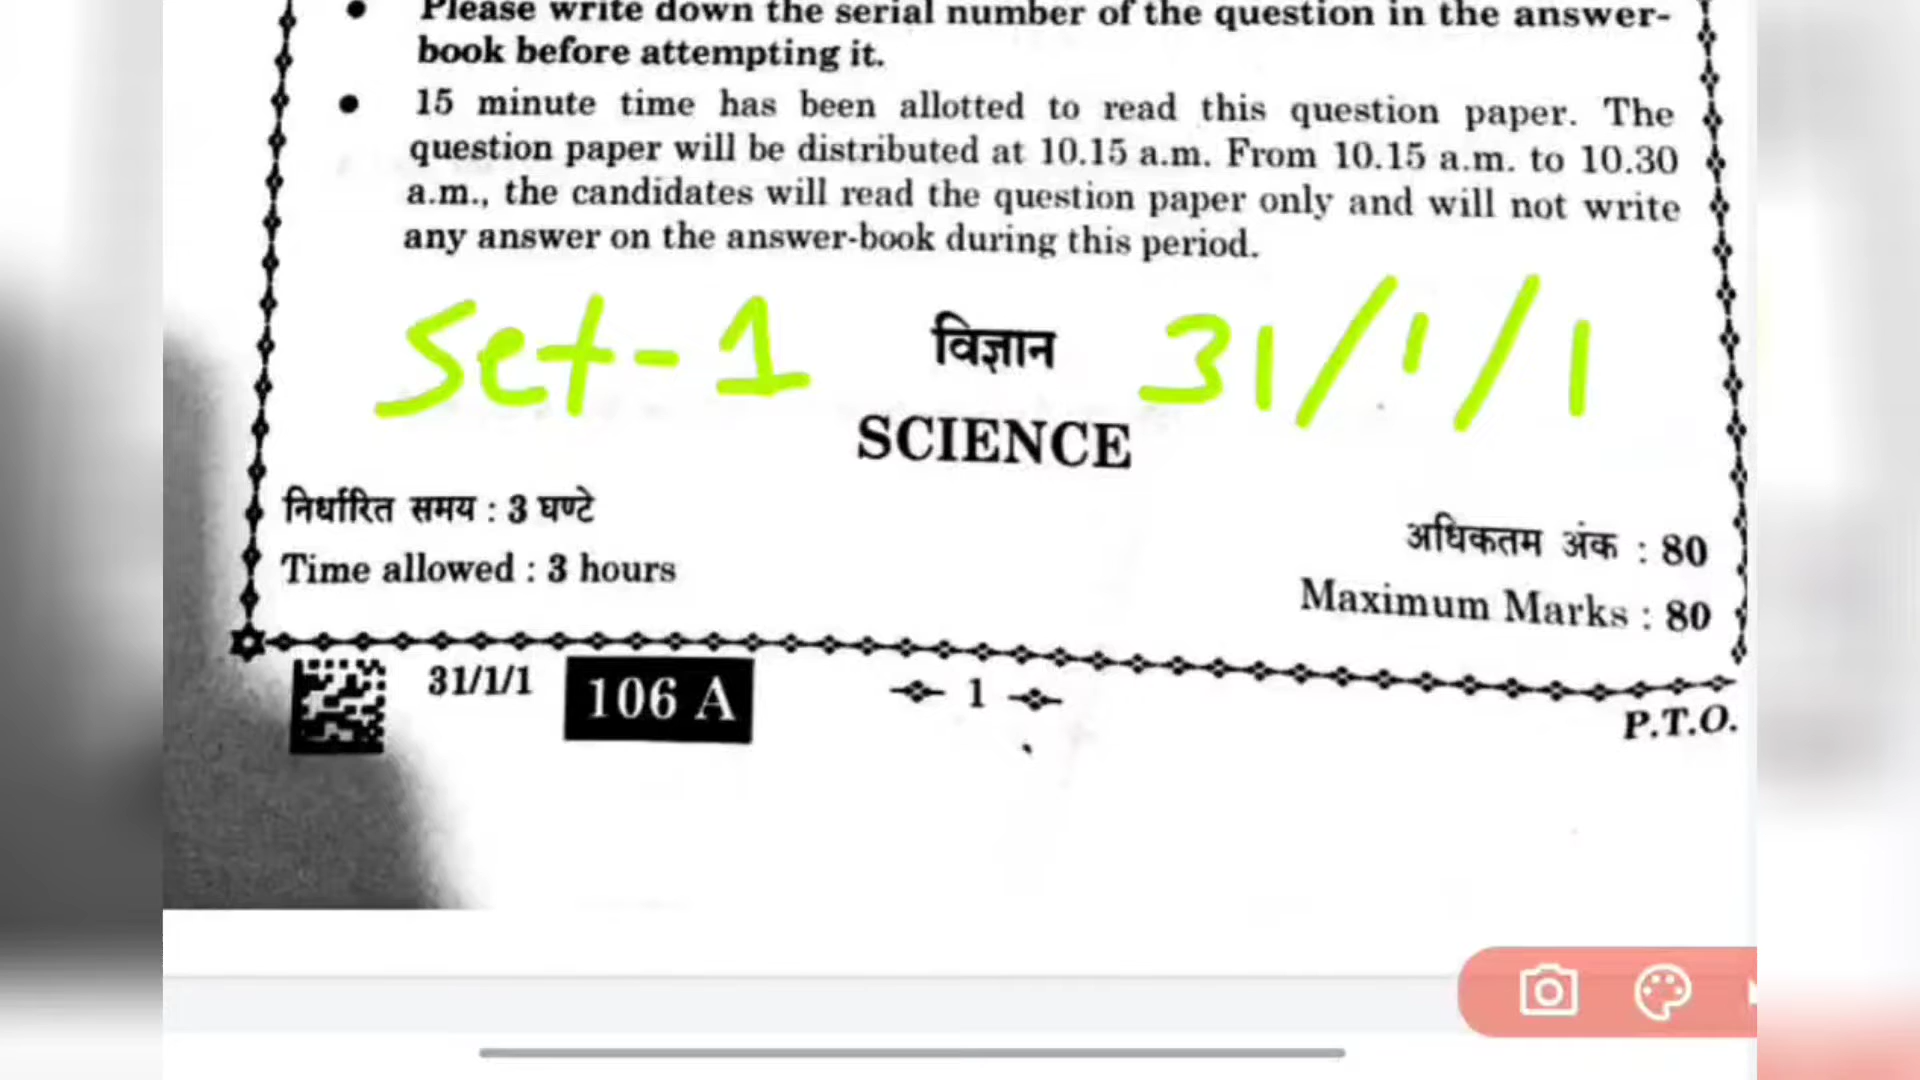 • Please write down the serial number of the question in the answer-
book before attempting it.
• 15 minute time has been allotted to read this question paper. The
question paper will be distributed at 10.15 a.m. From 10.15 a.m. to 10.30
a.m., the candidates will read the question paper only and will not write
any answer on the answer-book during this period.
Set-1 विज्ञान 31/1/1
SCIENCE
निर्धारित समय : 3 घण्टे
अधिकतम अंक : 80
Time allowed : 3 hours
Maximum Marks : 80
31/1/1 106 A 1
P.T.O.